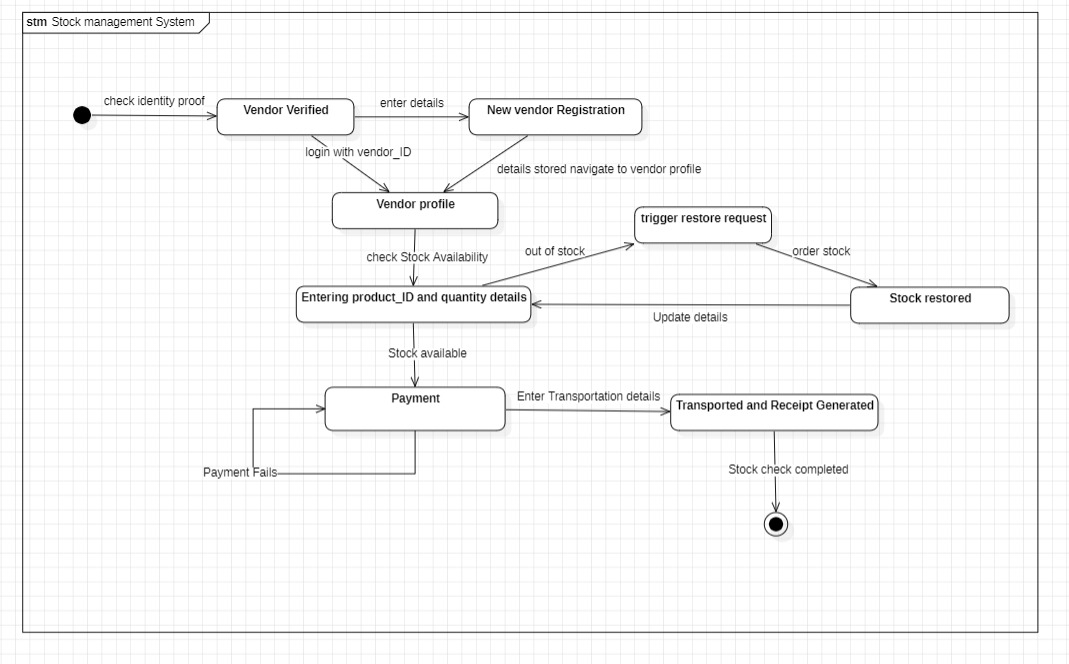 stm Stock management System
check identity proof
Vendor Verified
enter details
New vendor Registration
login with vendor_ID
details stored navigate to vendor profile
Vendor profile
trigger restore request
check Stock Availability
out of stock
order stock
Entering product_ID and quantity details
Stock restored
Update details
Stock available
Payment
Enter Transportation details
Transported and Receipt Generated
Payment Fails
Stock check completed